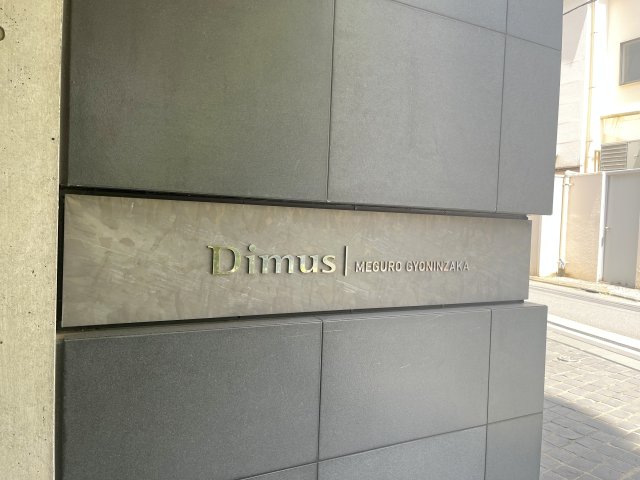 Dimus | MEGURO GYONINZAKA